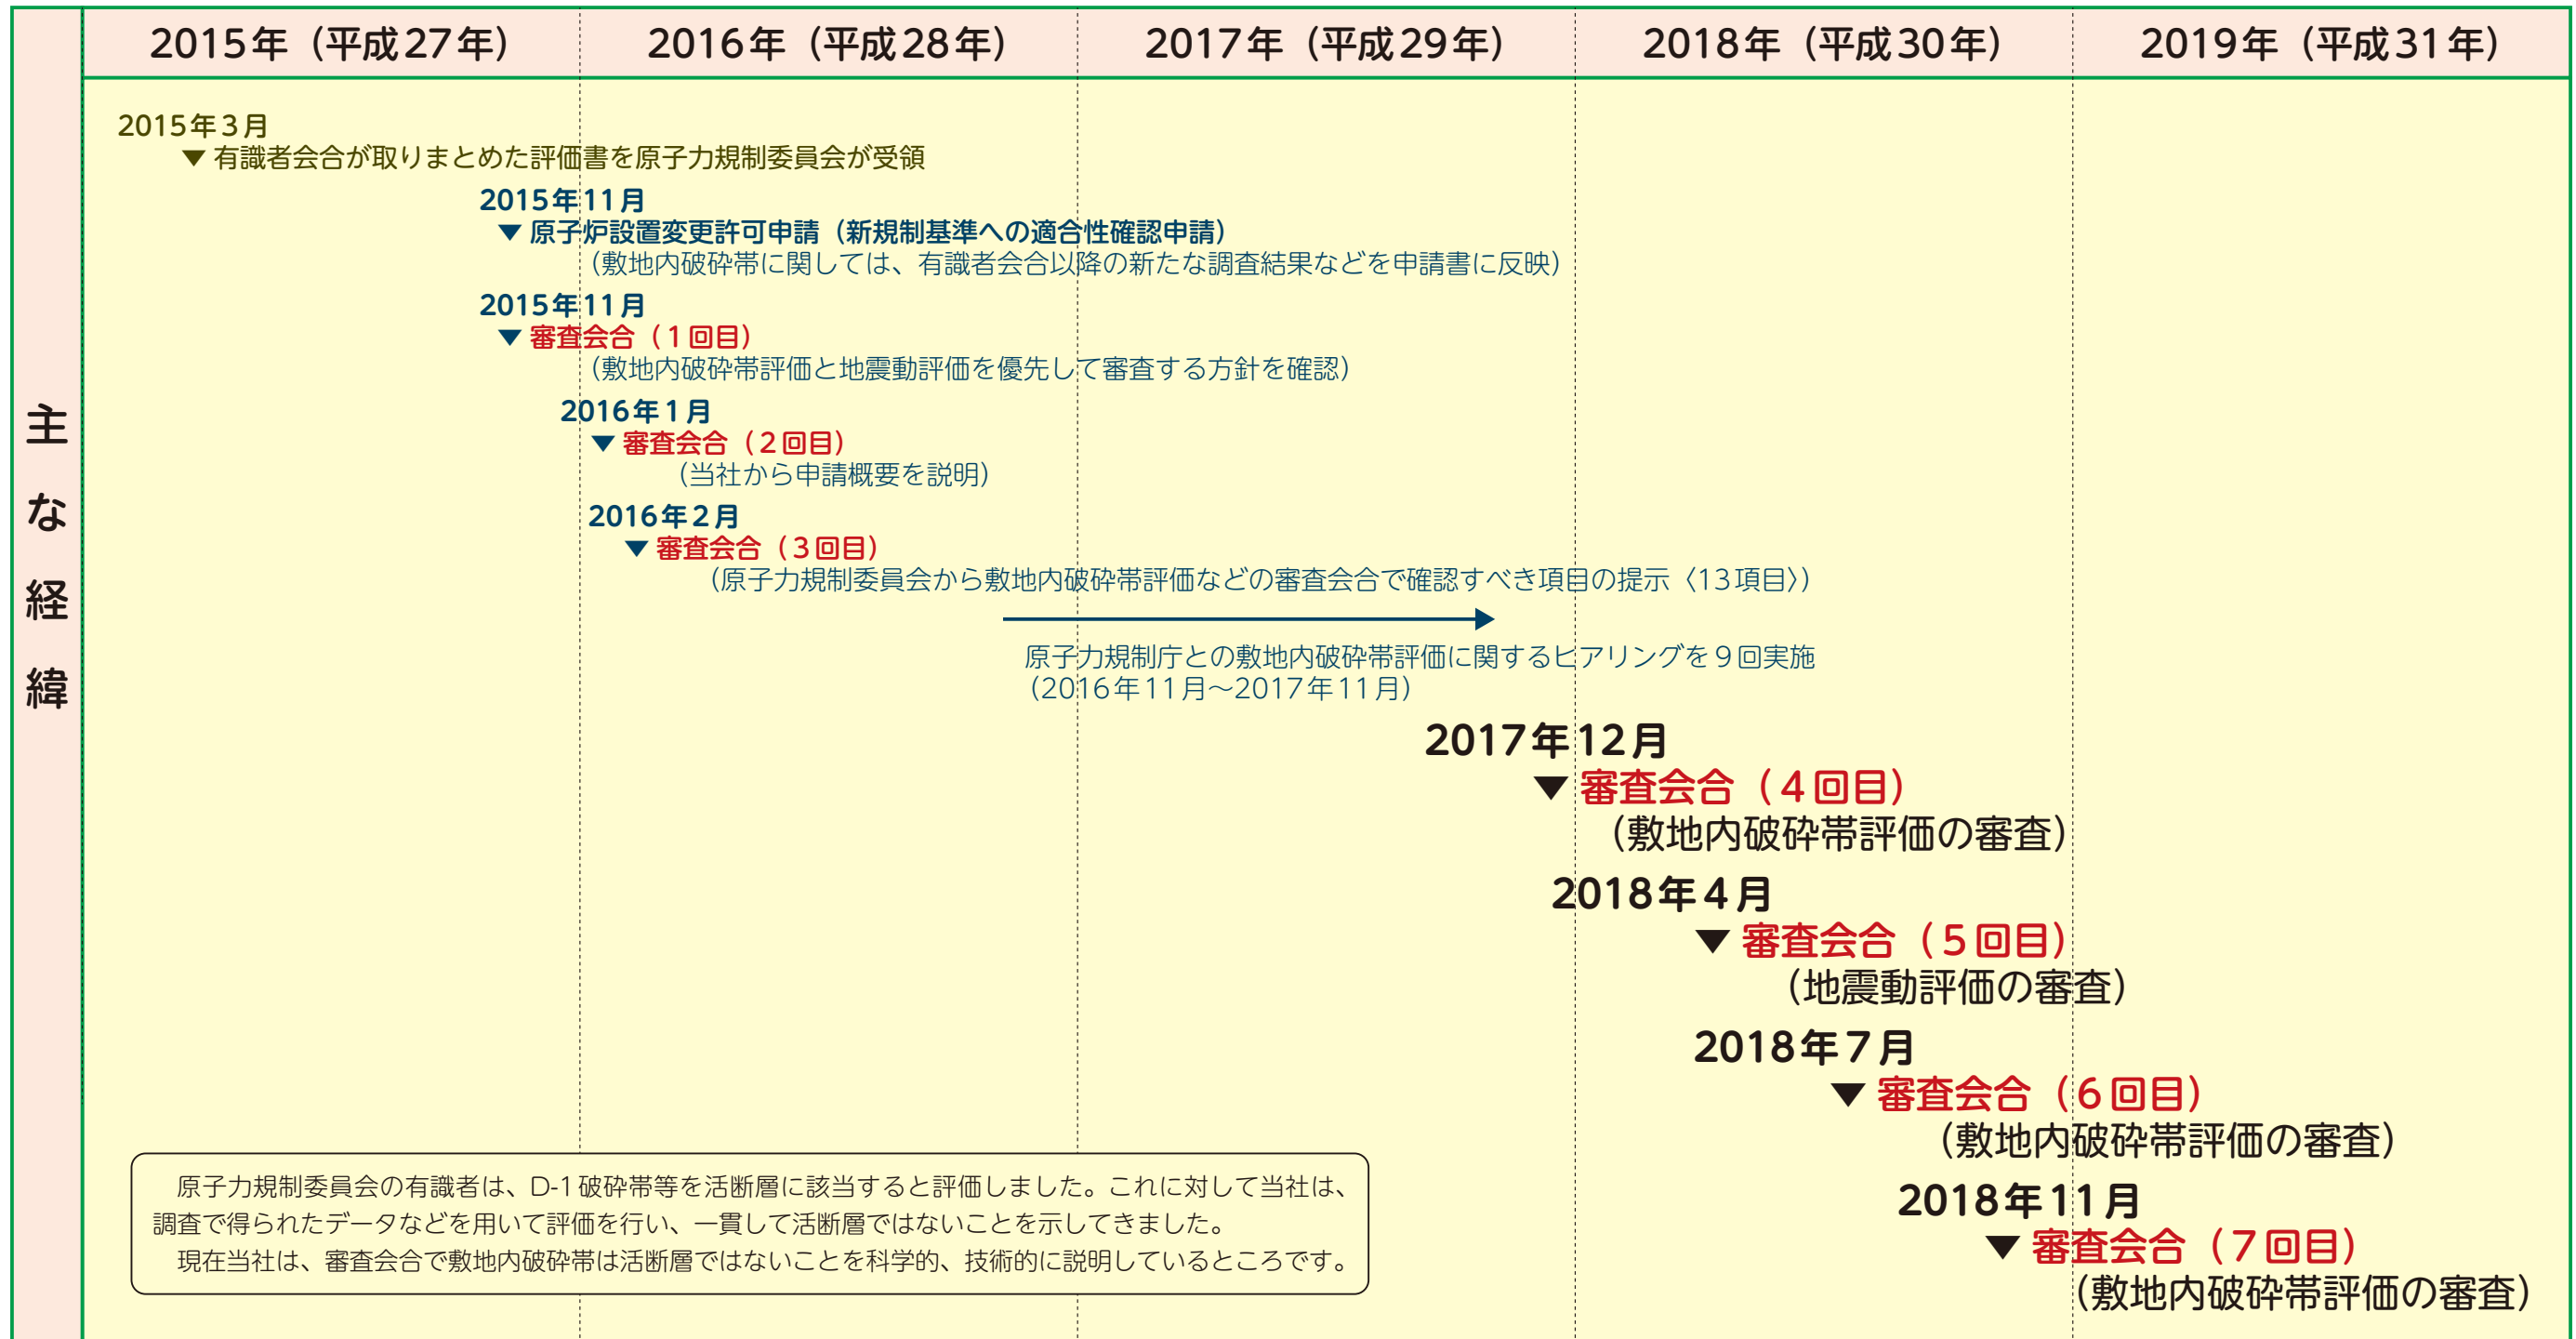 2015年（平成27年）
2016年（平成28年）
2017年（平成29年）
2018年（平成30年）
2019年（平成31年）
主な経緯
2015年3月
▼有識者会合が取りまとめた評価書を原子力規制委員会が受領
2015年11月
▼原子炉設置変更許可申請（新規制基準への適合性確認申請）
（敷地内破砕帯に関しては、有識者会合以降の新たな調査結果などを申請書に反映）
2015年11月
▼審査会合（1回目）
（敷地内破砕帯評価と地震動評価を優先して審査する方針を確認）
2016年1月
▼審査会合（2回目）
（当社から申請概要を説明）
2016年2月
▼審査会合（3回目）
（原子力規制委員会から敷地内破砕帯評価などの審査会合で確認すべき項目の提示〈13項目〉）
原子力規制庁との敷地内破砕帯評価に関するヒアリングを9回実施
（2016年11月～2017年11月）
2017年12月
▼審査会合（4回目）
（敷地内破砕帯評価の審査）
2018年4月
▼審査会合（5回目）
（地震動評価の審査）
2018年7月
▼審査会合（6回目）
（敷地内破砕帯評価の審査）
2018年11月
▼審査会合（7回目）
（敷地内破砕帯評価の審査）
原子力規制委員会の有識者は、D-1破砕帯等を活断層に該当すると評価しました。これに対して当社は、
調査で得られたデータなどを用いて評価を行い、一貫して活断層ではないことを示してきました。
現在当社は、審査会合で敷地内破砕帯は活断層ではないことを科学的、技術的に説明しているところです。